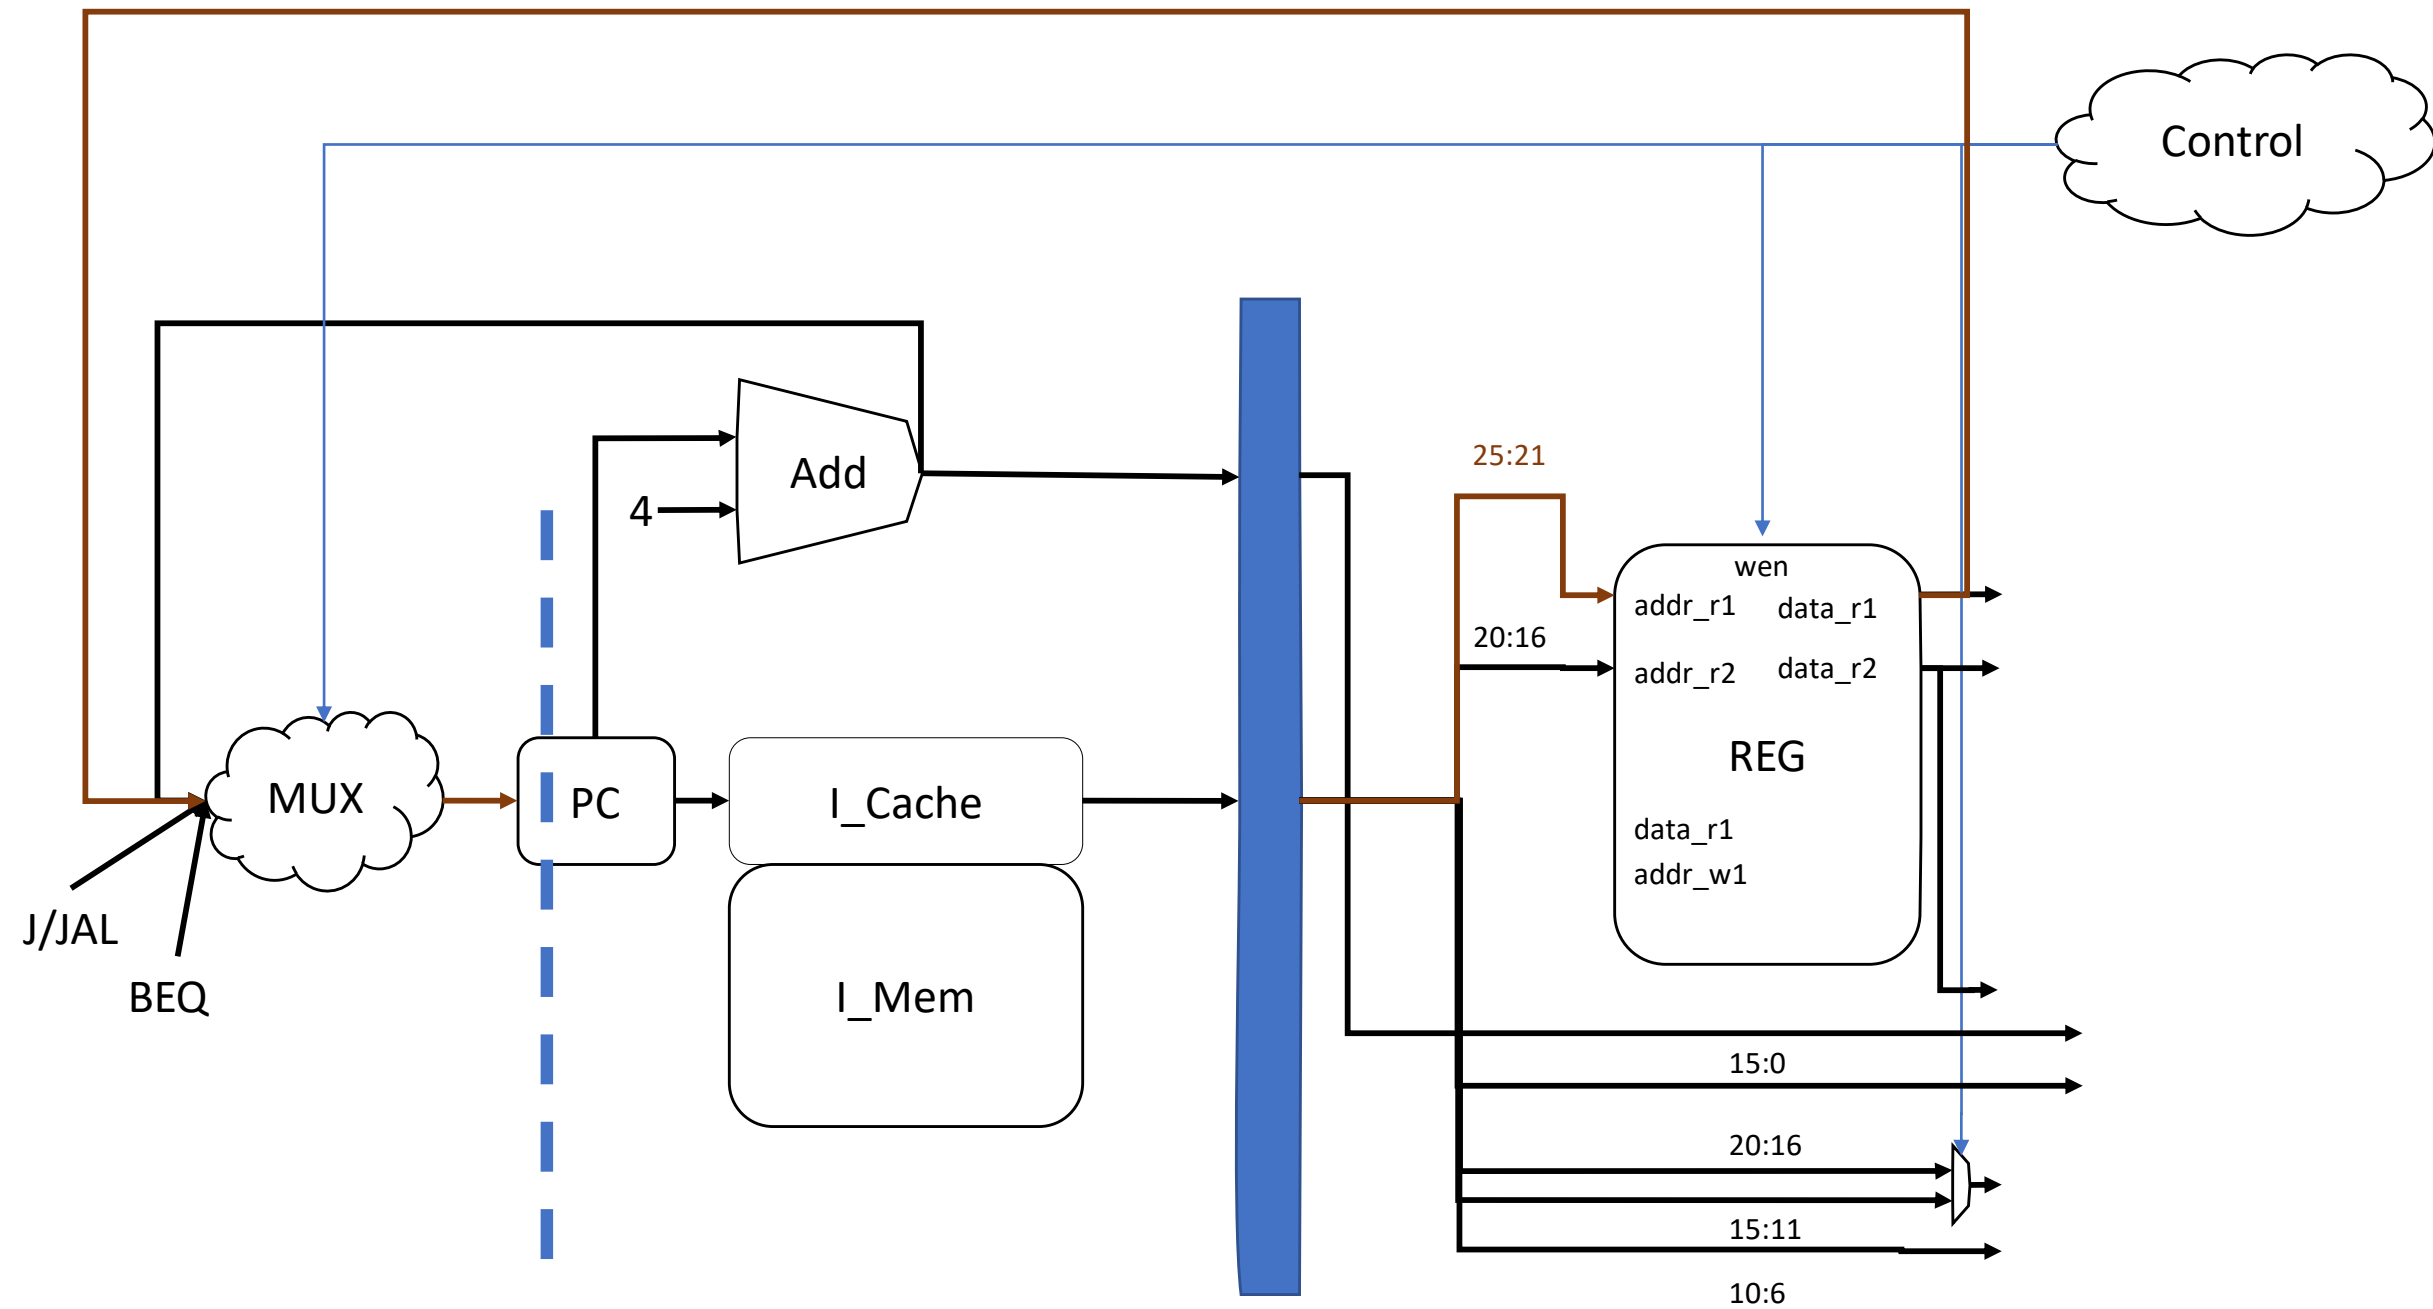 Control
25:21
Add
4
wen
addr_r1 data_r1
20:16
addr_r2 data_r2
REG
MUX
PC
I_Cache
data_r1
addr_w1
J/JAL
BEQ
I_Mem
15:0
20:16
15:11
10:6